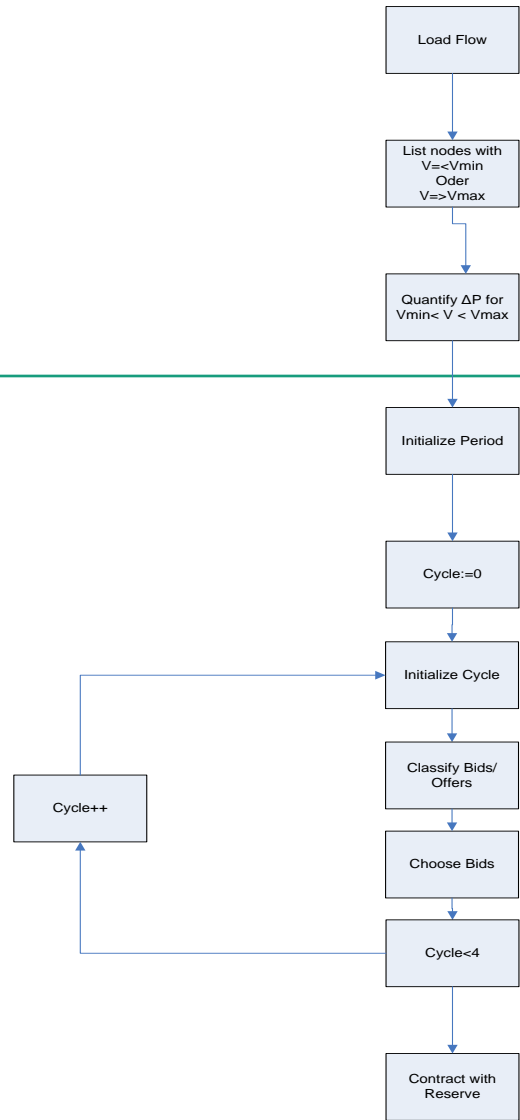 Load Flow
List nodes with
V=<Vmin
Oder
V=>Vmax
Quantify ΔP for
Vmin< V < Vmax
Initialize Period
Cycle:=0
Initialize Cycle
Classify Bids/
Offers
Cycle++
Choose Bids
Cycle<4
Contract with
Reserve